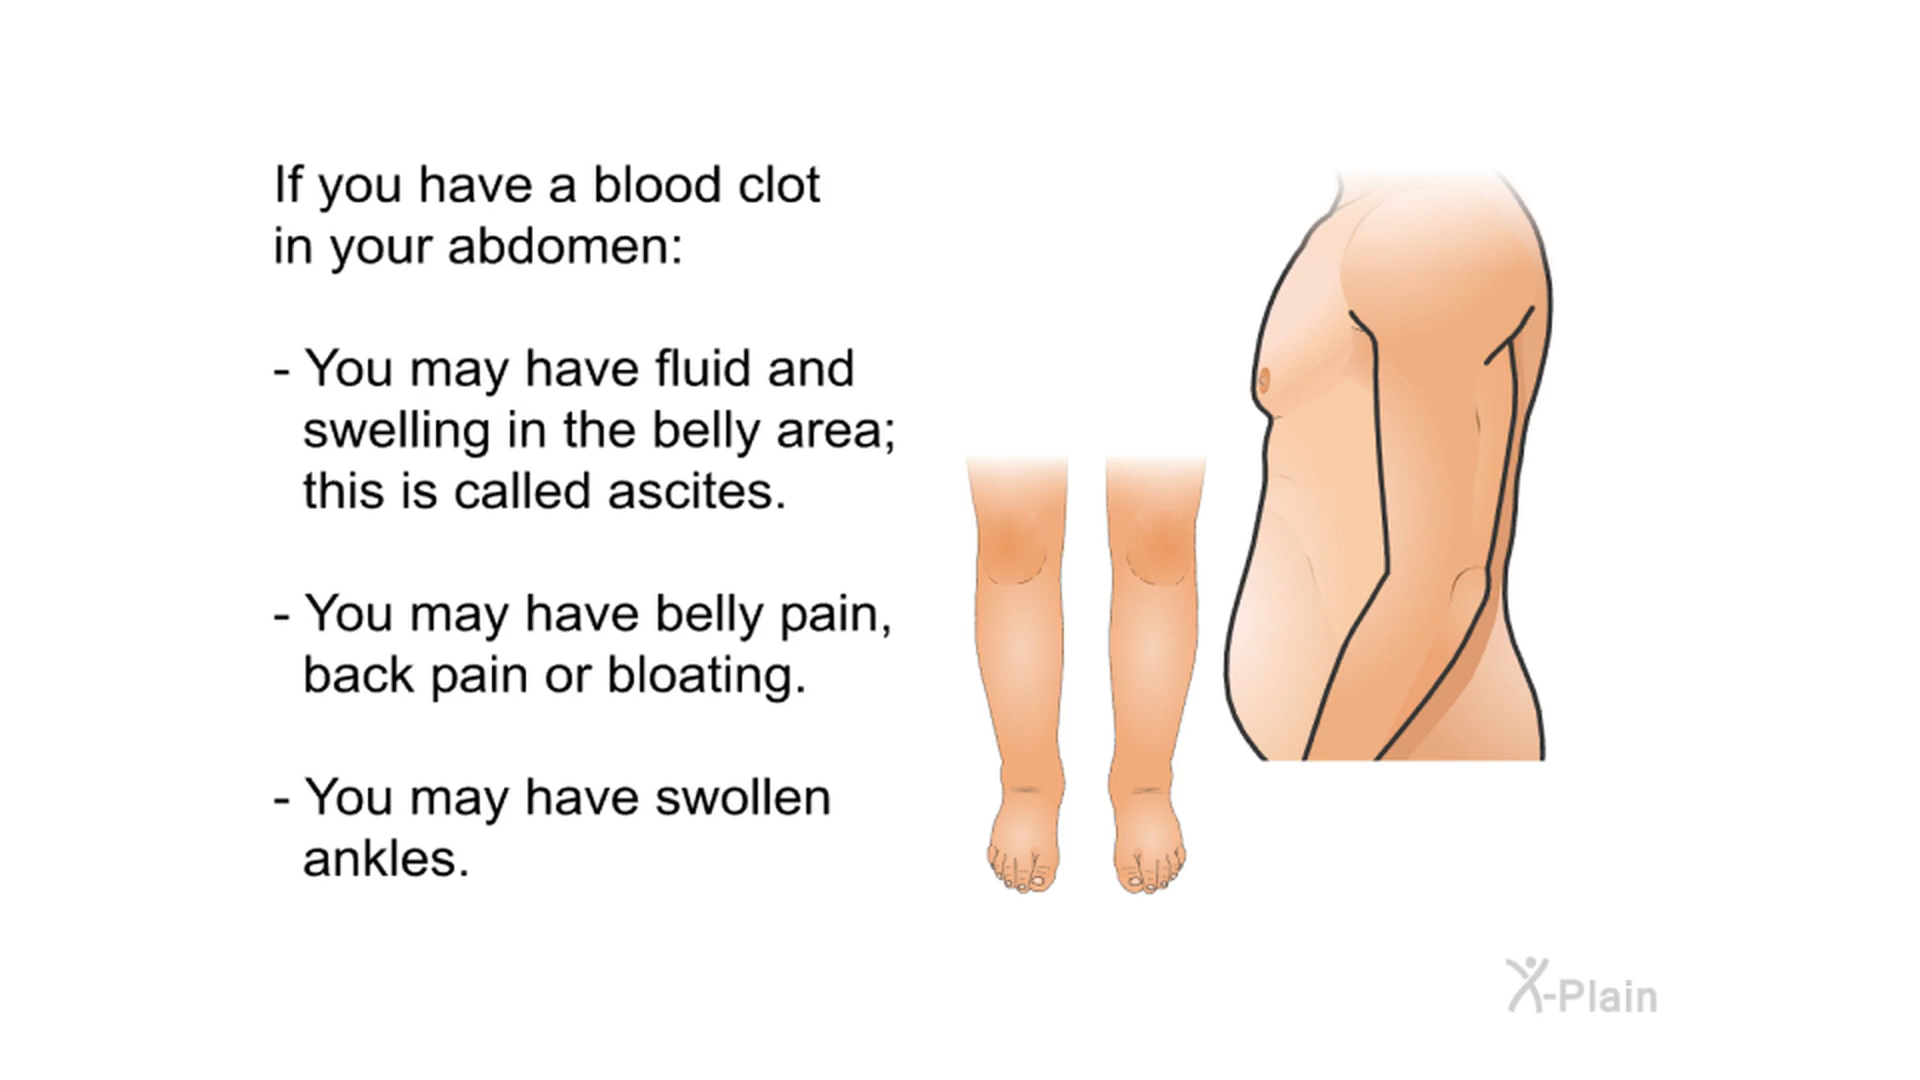 If you have a blood clot
in your abdomen:
- You may have fluid and
swelling in the belly area;
this is called ascites.
- You may have belly pain,
back pain or bloating.
- You may have swollen
ankles.
X-Plain